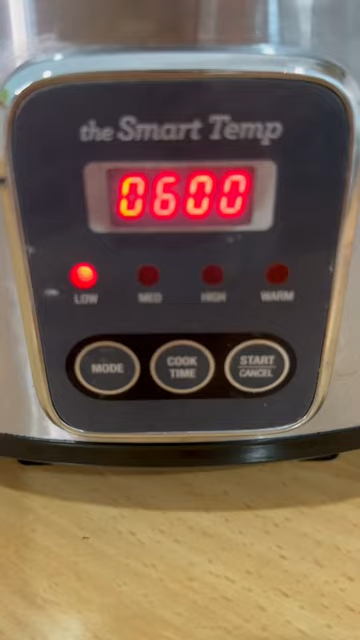 the Smart Temp
0600
LOW MED HIGH WARM
MODE
COOK
TIME
START
CANCEL